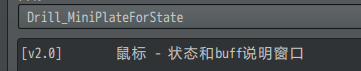 Drill_MiniPlateForState
[v2.0] 鼠标 - 状态和buff说明窗口